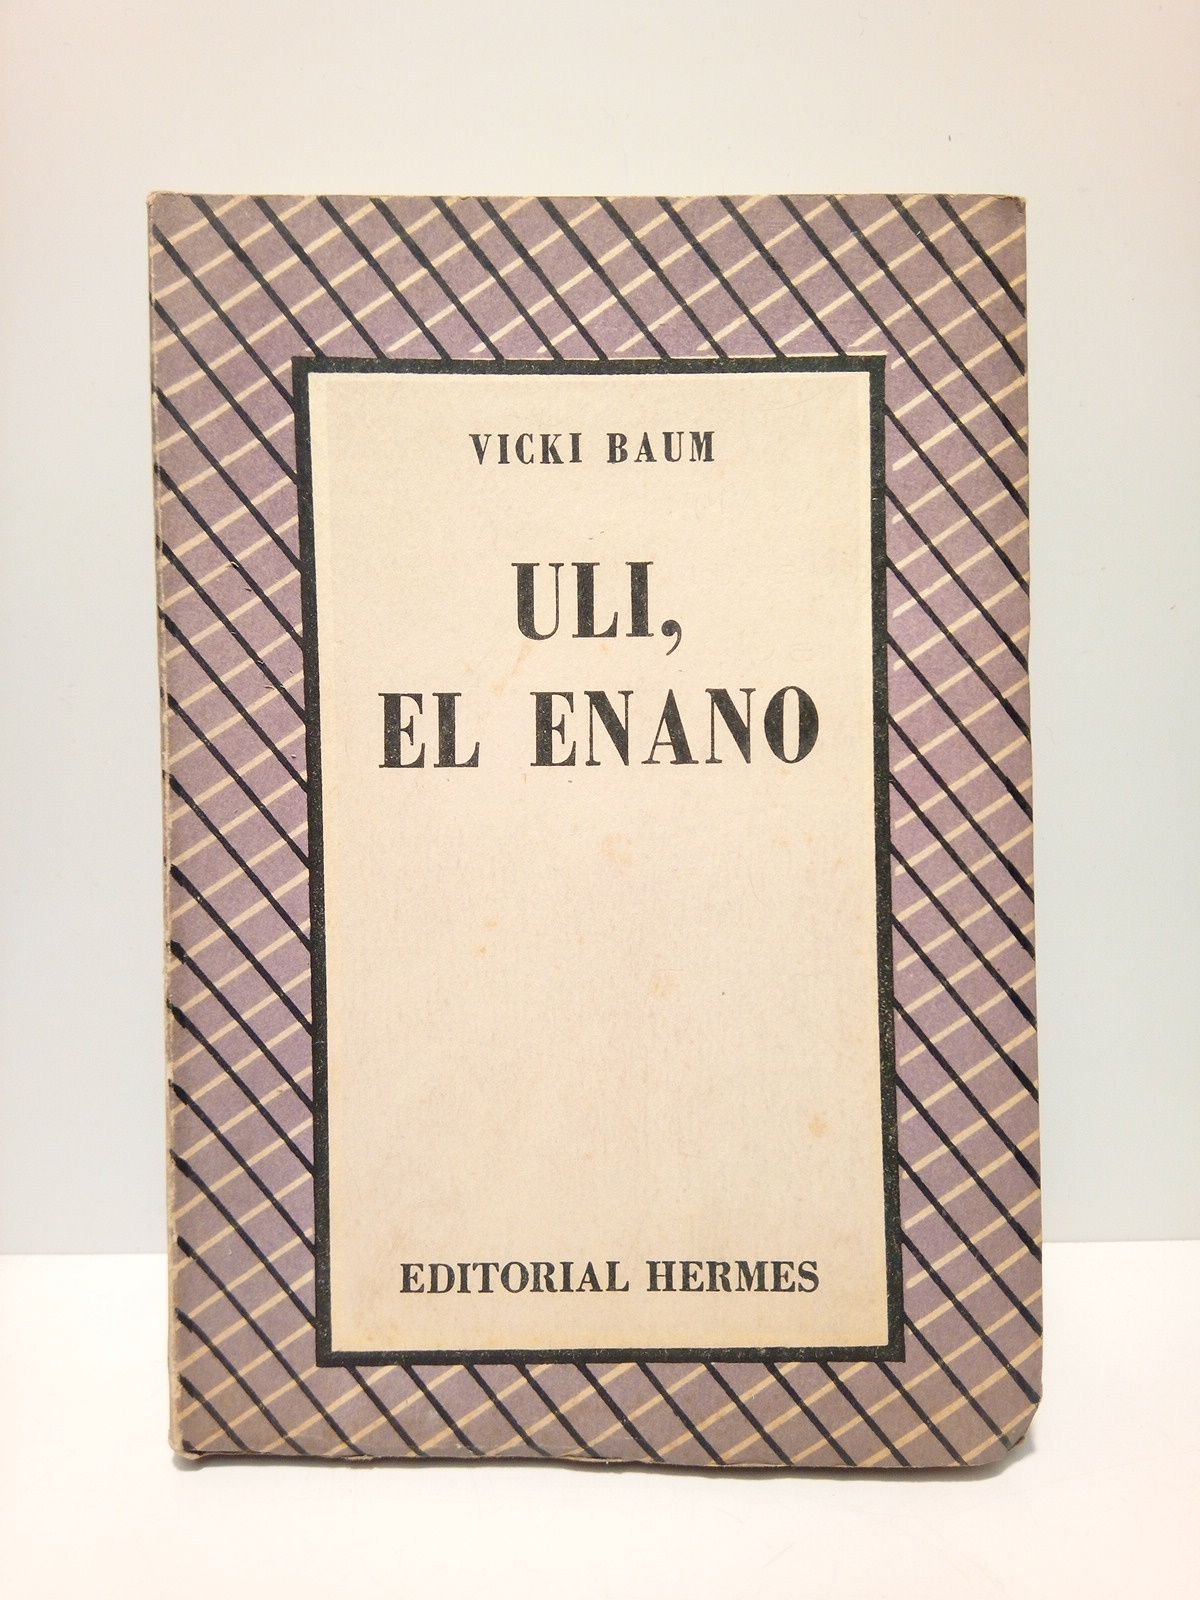 VICKI BAUM
ULI,
EL ENANO
EDITORIAL HERMES